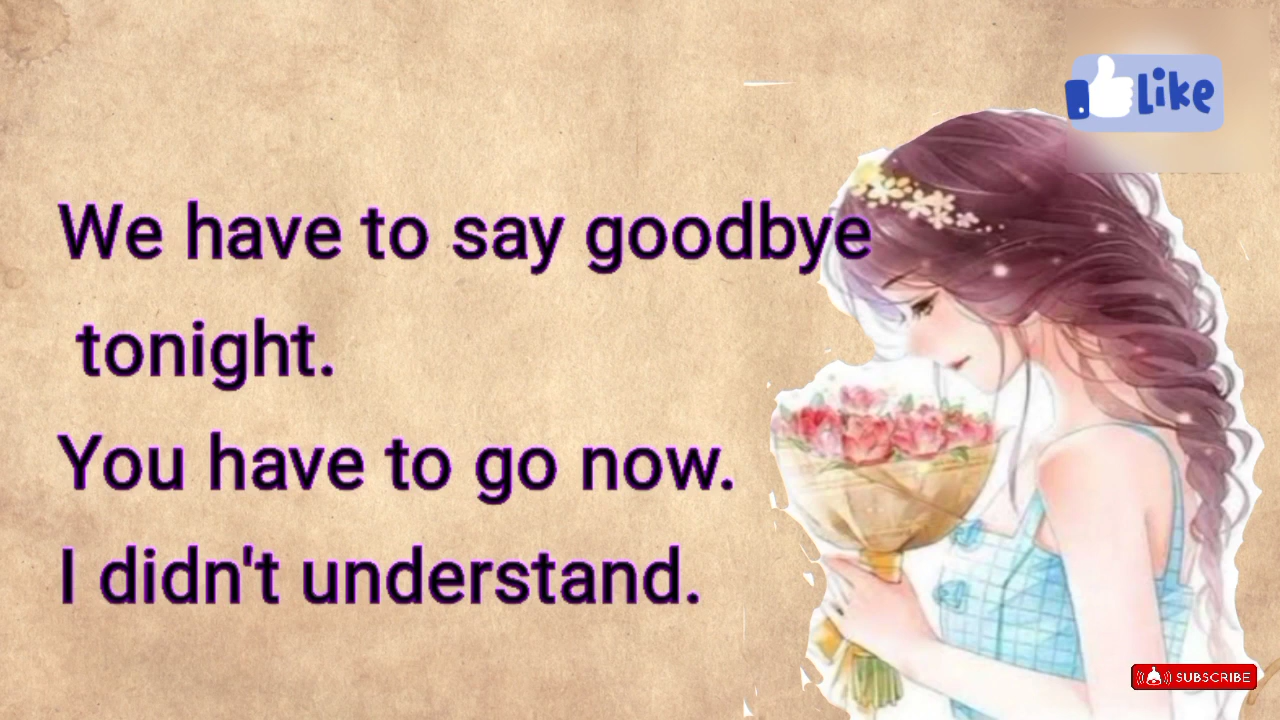 Like
We have to say goodbye
tonight.
You have to go now.
I didn't understand.
SUBSCRIBE